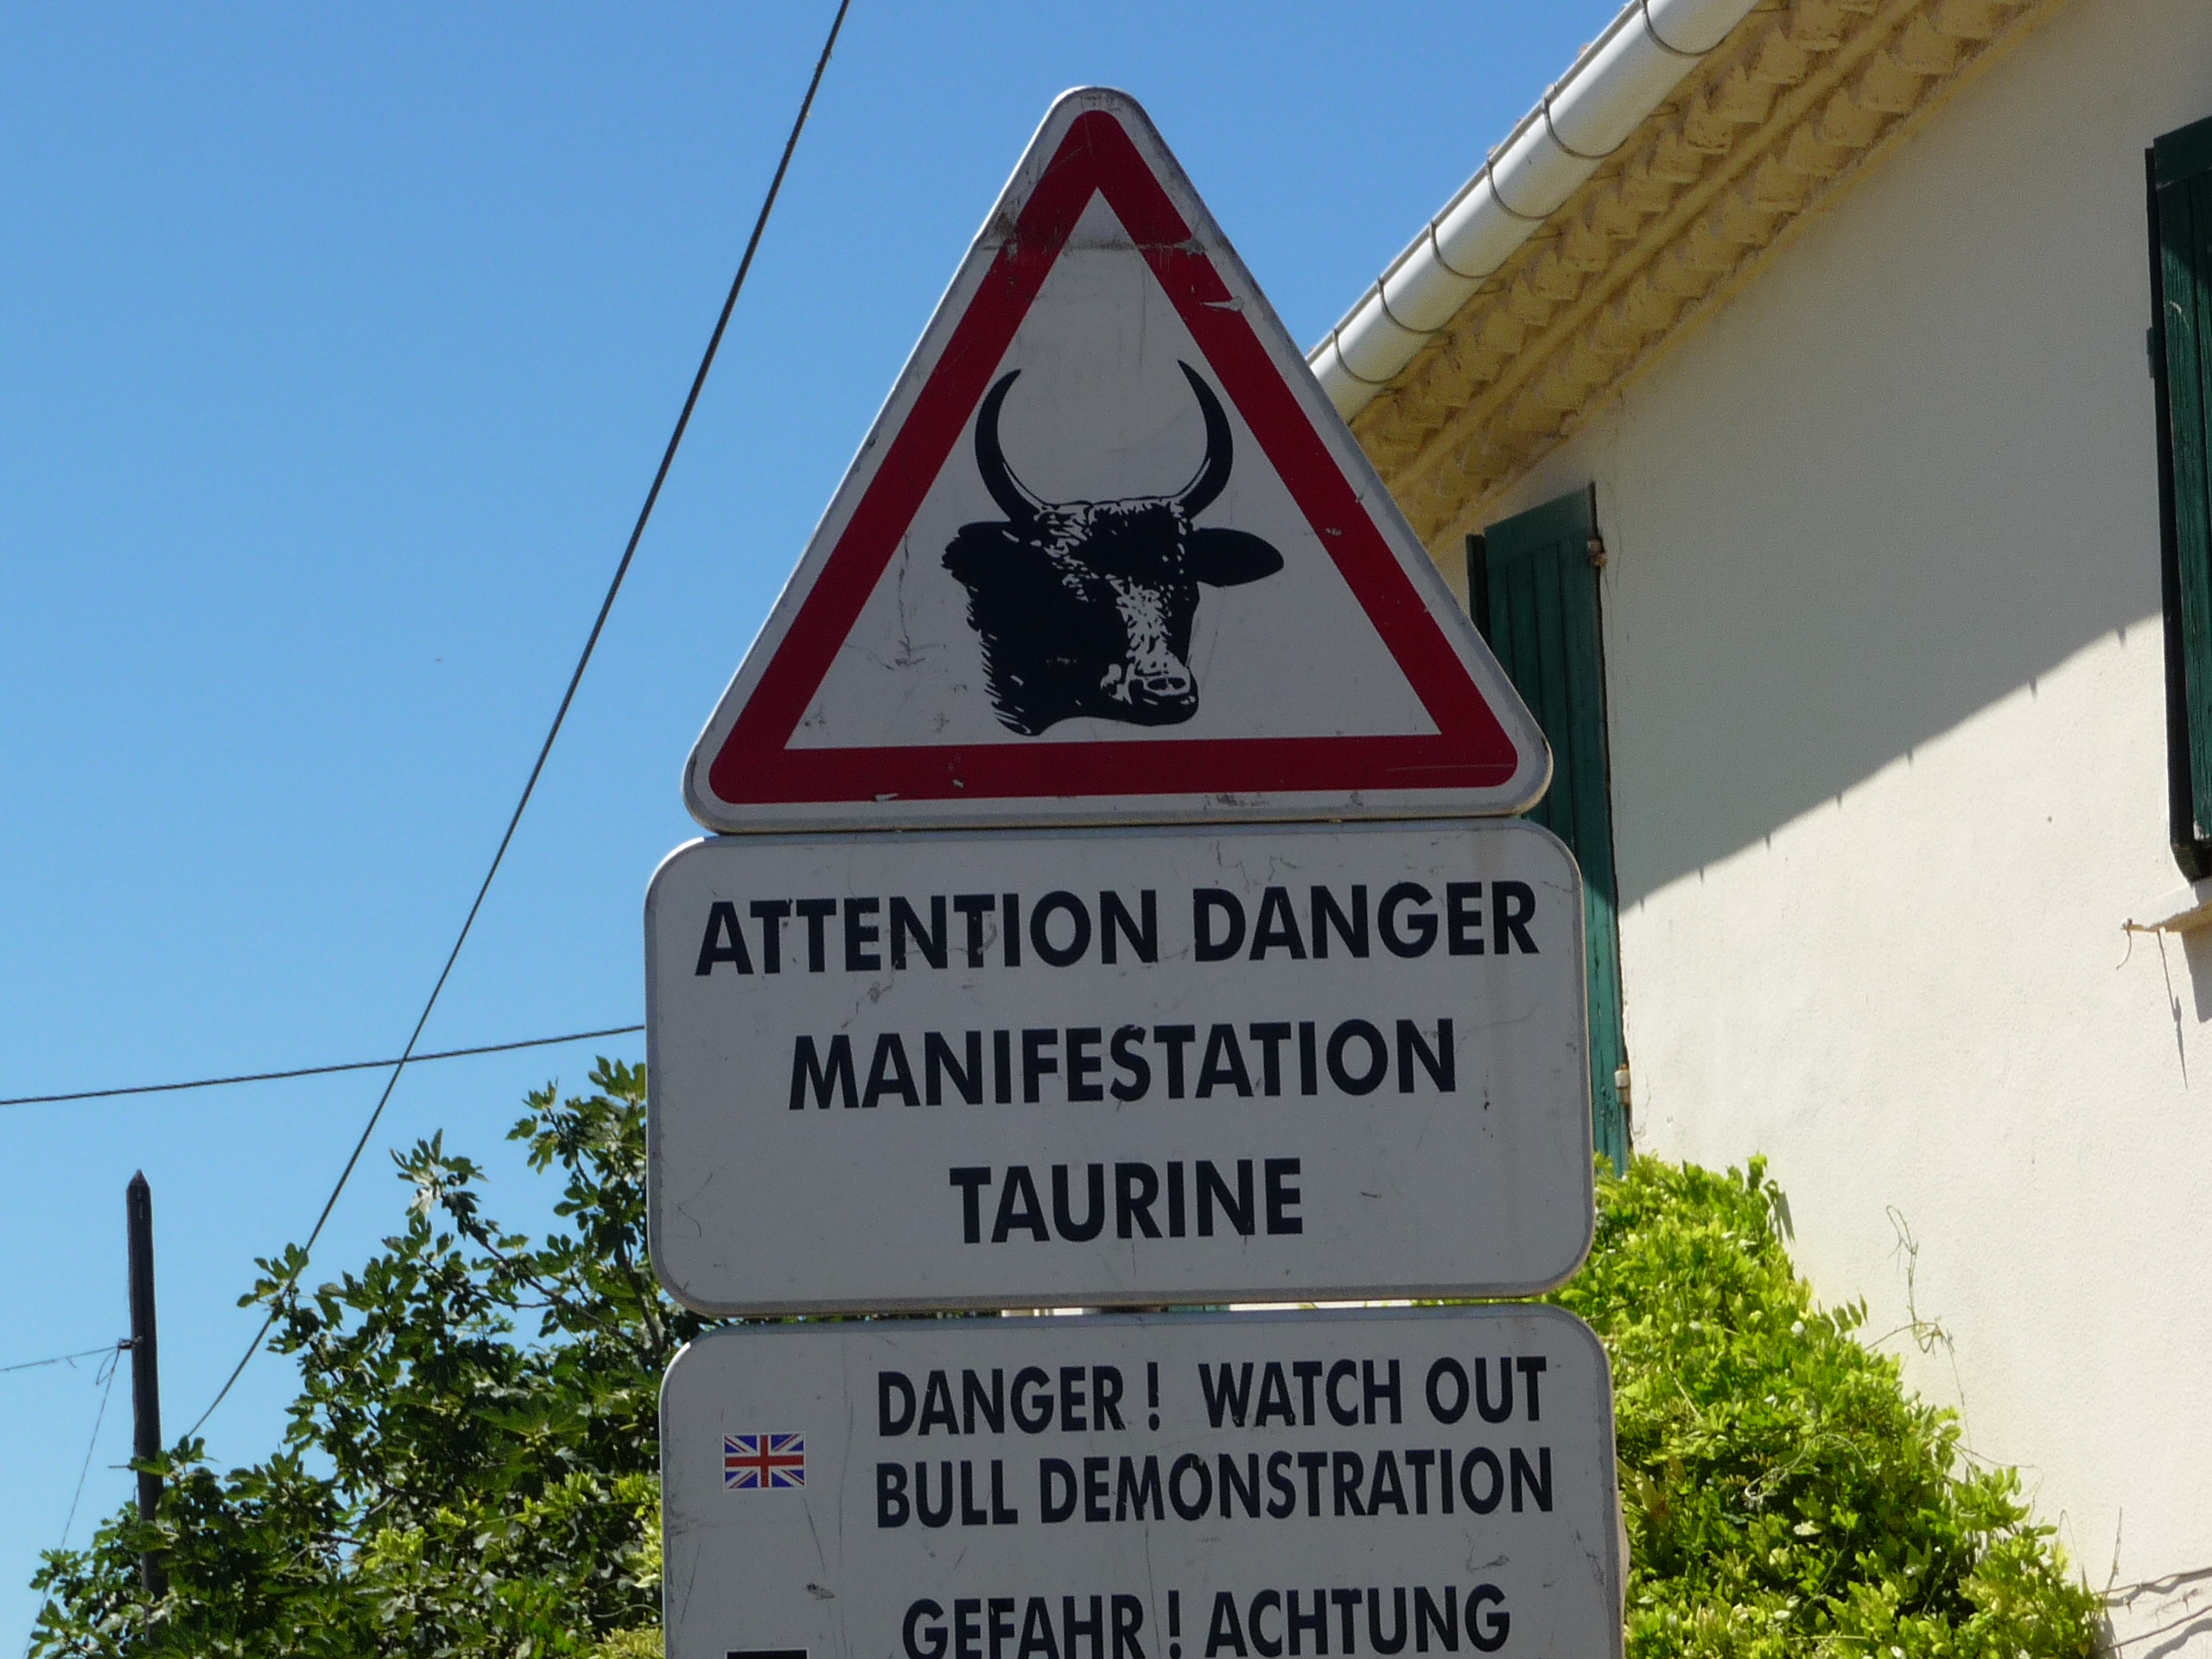 ATTENTION DANGER
MANIFESTATION
TAURINE
DANGER ! WATCH OUT
BULL DEMONSTRATION
GEFAHR ! ACHTUNG